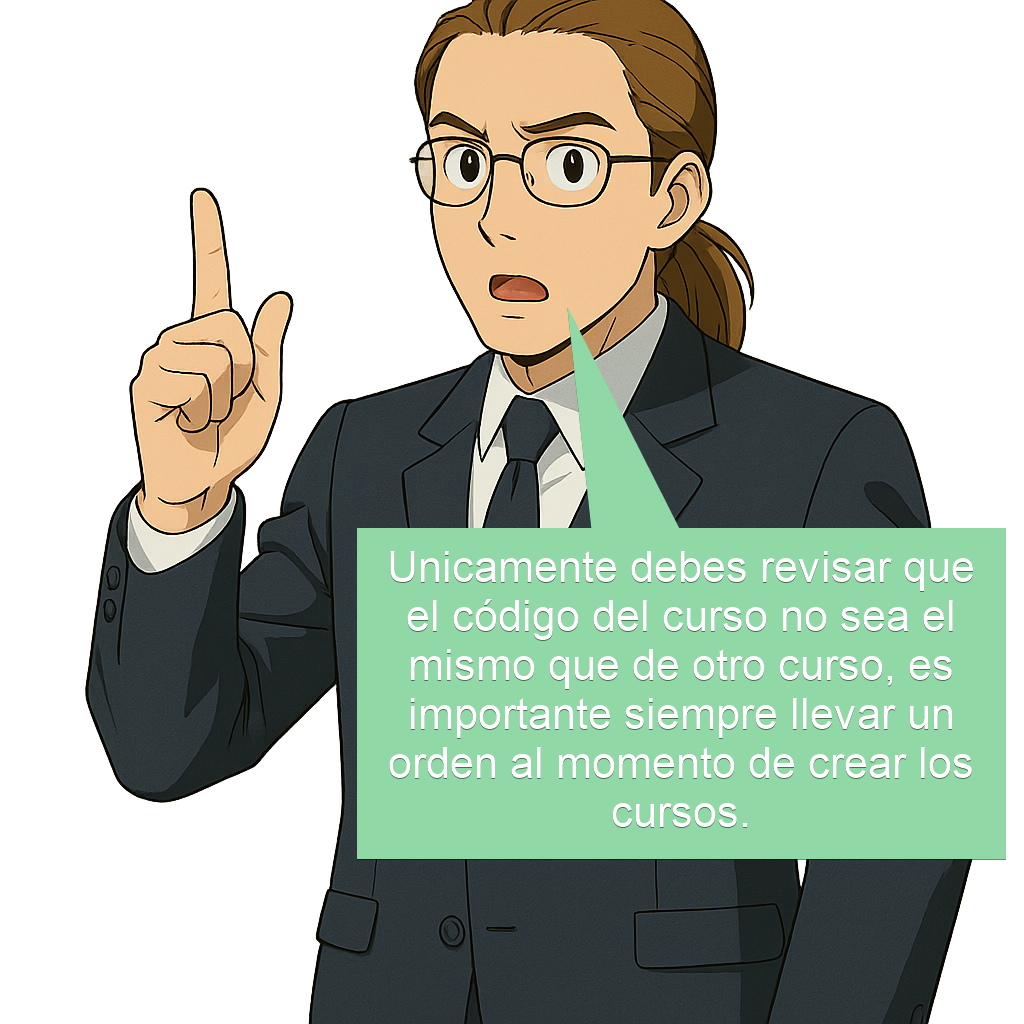 Unicamente debes revisar que
el código del curso no sea el
mismo que de otro curso, es
importante siempre llevar un
orden al momento de crear los
cursos.